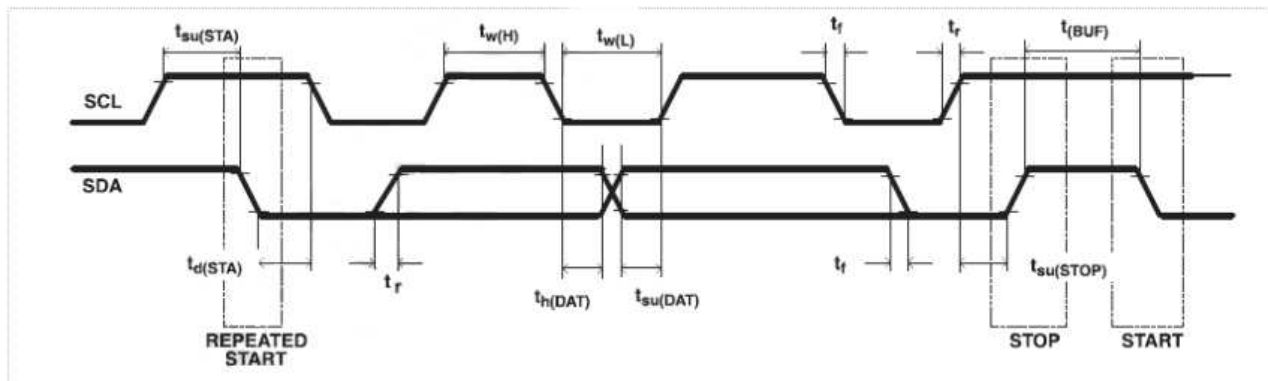 t_su(STA) t_w(H) t_w(L) t_f t_r t_(BUF)
SCL
SDA
t_d(STA) t_r t_h(DAT) t_su(DAT) t_f t_su(STOP)
REPEATED
START
STOP
START